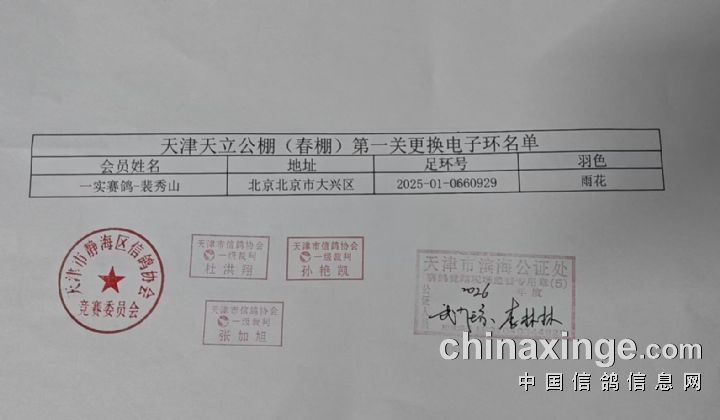 天津天立公棚（春棚）第一关更换电子环名单
会员姓名 地址 足环号 羽色
一实赛鸽-裴秀山 北京北京市大兴区 2025-01-0660929 雨花
天津市静海区信鸽协会
竞赛委员会
天津市信鸽协会
一级裁判
杜洪翔
天津市信鸽协会
一级裁判
孙艳凯
天津市信鸽协会
一级裁判
张加旭
天津市滨海公证处
2026 年度
chinaxinge.com
中国信鸽信息网